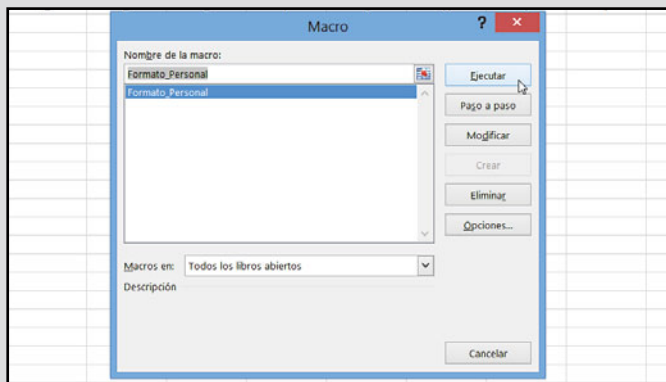 Macro
?
Nombre de la macro:
Formato_Personal
Formato_Personal
Ejecutar
Paso a paso
Modificar
Crear
Eliminar
Opciones...
Macros en: Todos los libros abiertos
Descripción
Cancelar